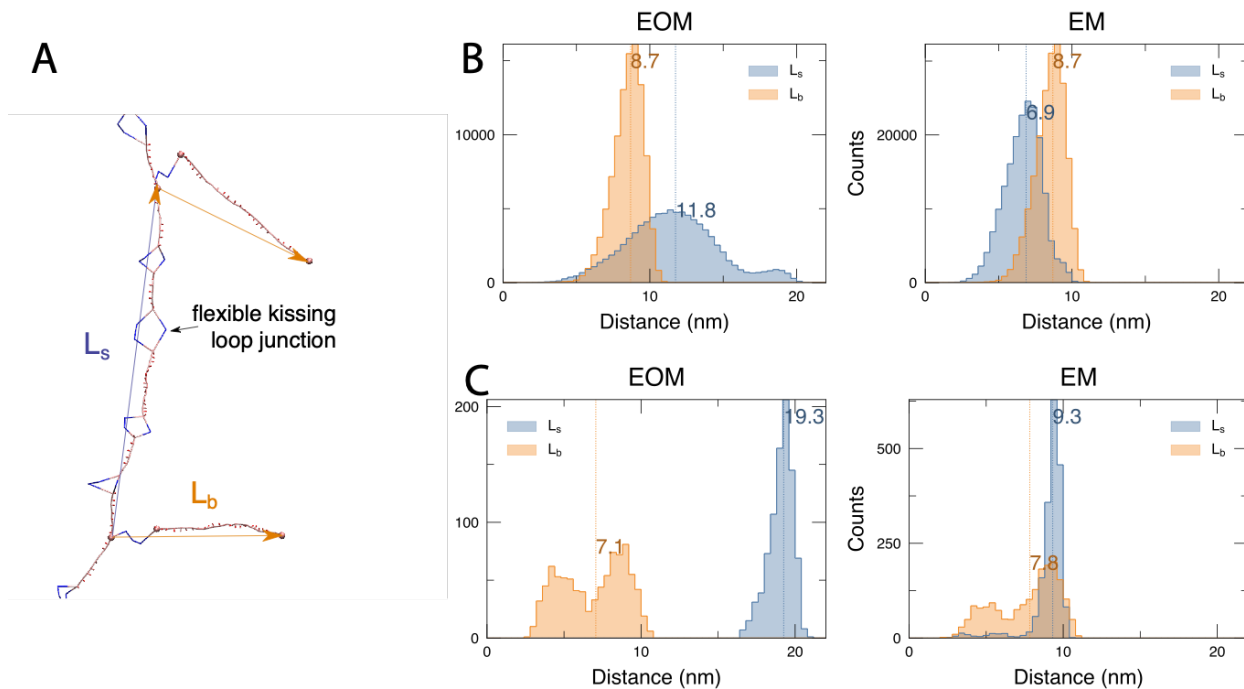 A
flexible kissing
loop junction
Ls
Lb
B
EOM
8.7
11.8
Ls
Lb
10000
0
0
10
20
Distance (nm)
EM
8.7
6.9
Ls
Lb
Counts
20000
0
0
10
20
Distance (nm)
C
EOM
19.3
7.1
Ls
Lb
200
100
0
0
10
20
Distance (nm)
EM
9.3
7.8
Ls
Lb
Counts
500
250
0
0
10
20
Distance (nm)